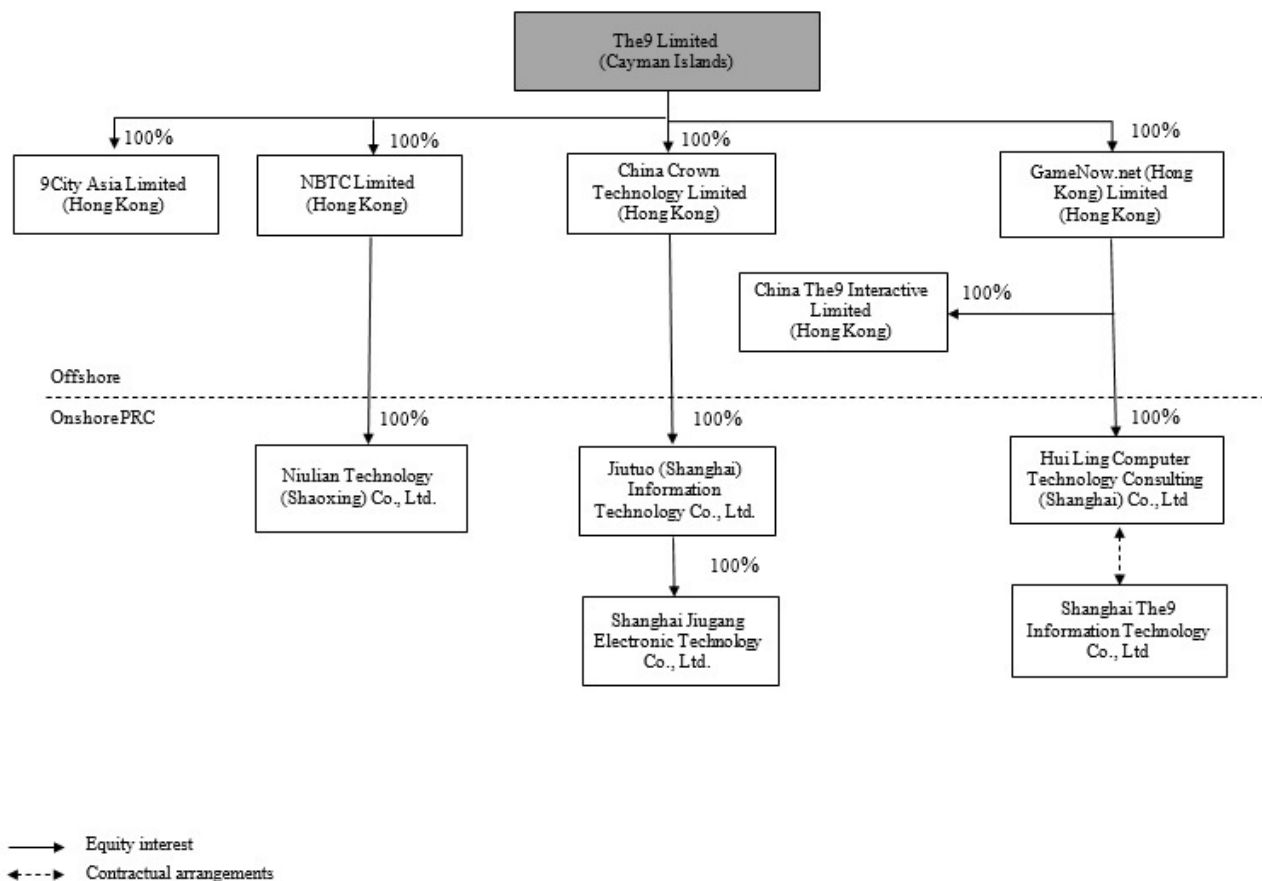 The9 Limited
(Cayman Islands)
100%
100%
100%
100%
9City Asia Limited
(Hong Kong)
NBTC Limited
(Hong Kong)
China Crown
Technology Limited
(Hong Kong)
GameNow.net (Hong
Kong) Limited
(Hong Kong)
China The9 Interactive
Limited
(Hong Kong)
100%
Offshore
Onshore PRC
100%
100%
100%
Niulian Technology
(Shaoxing) Co., Ltd.
Jiutuo (Shanghai)
Information
Technology Co., Ltd.
Hui Ling Computer
Technology Consulting
(Shanghai) Co., Ltd
100%
Shanghai Jiugang
Electronic Technology
Co., Ltd.
Shanghai The9
Information Technology
Co., Ltd
Equity interest
Contractual arrangements